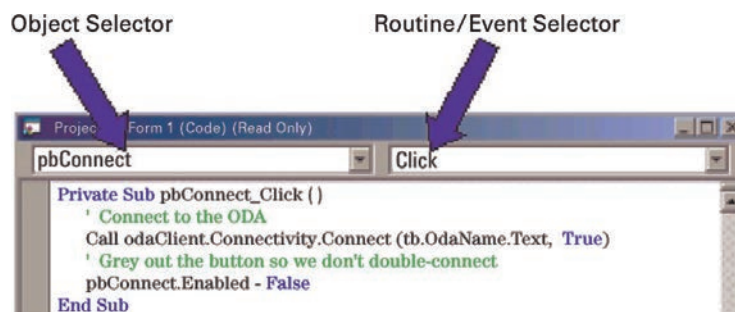 Object Selector
Routine/Event Selector
Projec Form 1 (Code) (Read Only)
pbConnect
Click
Private Sub pbConnect_Click ( )
' Connect to the ODA
Call odaClient.Connectivity.Connect (tb.OdaName.Text, True)
' Grey out the button so we don't double-connect
pbConnect.Enabled - False
End Sub